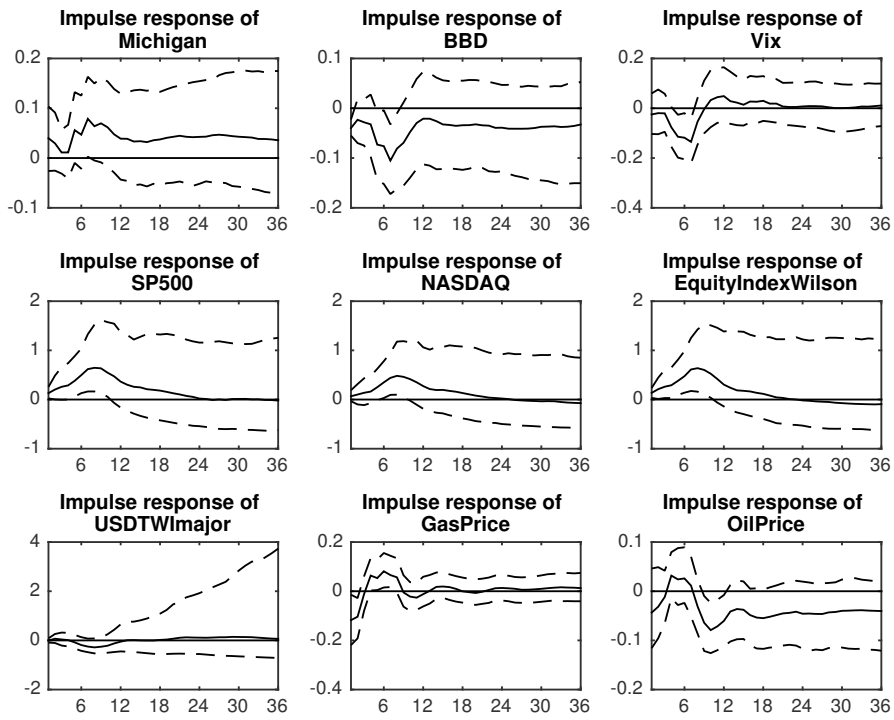 Impulse response of
Michigan
0.2
0.1
0
-0.1
6 12 18 24 30 36
Impulse response of
BBD
0.1
0
-0.1
-0.2
6 12 18 24 30 36
Impulse response of
Vix
0.2
0
-0.2
-0.4
6 12 18 24 30 36
Impulse response of
SP500
2
1
0
-1
6 12 18 24 30 36
Impulse response of
NASDAQ
2
1
0
-1
6 12 18 24 30 36
Impulse response of
EquityIndexWilson
2
1
0
-1
6 12 18 24 30 36
Impulse response of
USDTWImajor
4
2
0
-2
6 12 18 24 30 36
Impulse response of
GasPrice
0.2
0
-0.2
-0.4
6 12 18 24 30 36
Impulse response of
OilPrice
0.1
0
-0.1
-0.2
6 12 18 24 30 36